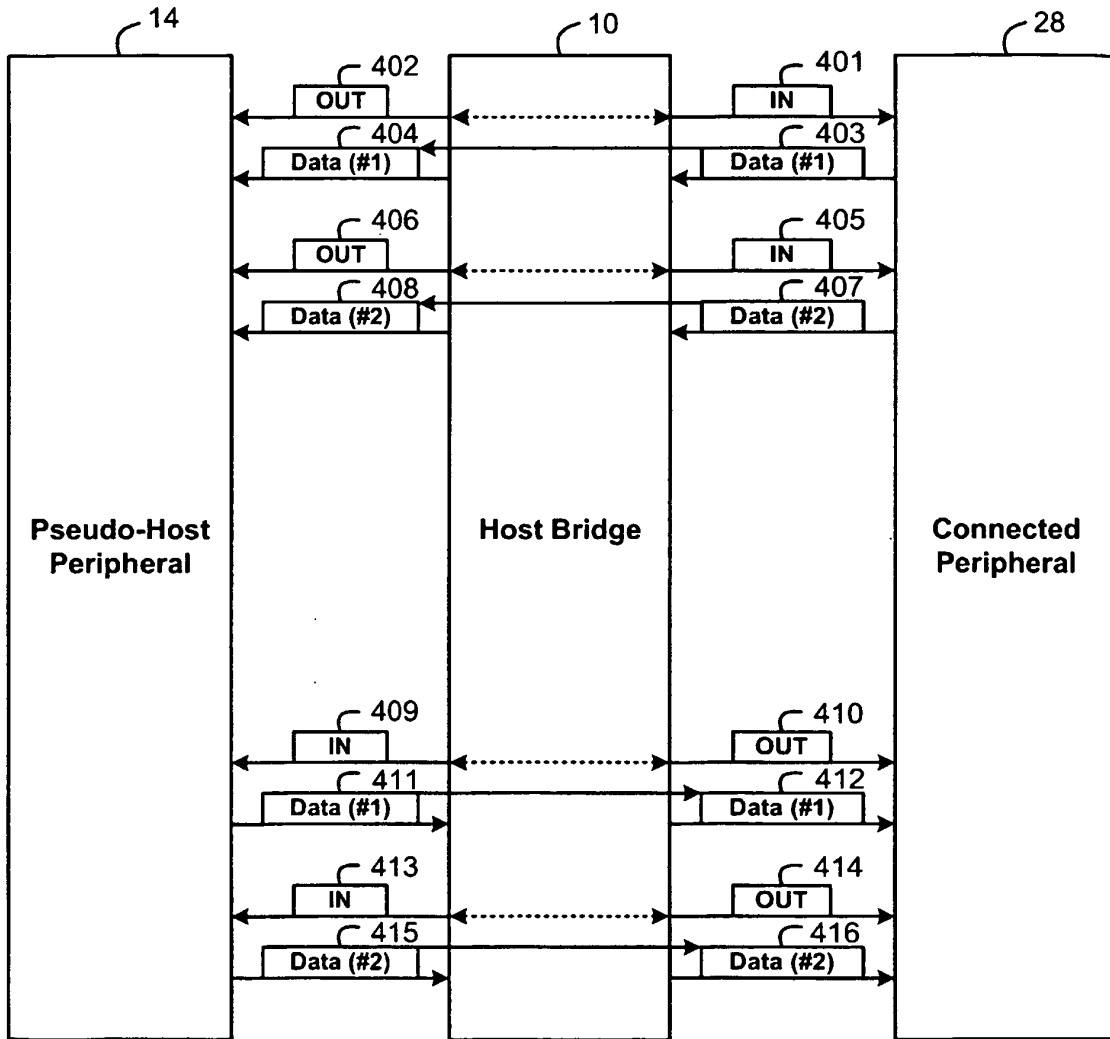 14 10 28
402 401
OUT IN
404 403
Data (#1) Data (#1)
406 405
OUT IN
408 407
Data (#2) Data (#2)
Pseudo-Host Host Bridge Connected
Peripheral Peripheral
409 410
IN OUT
411 412
Data (#1) Data (#1)
413 414
IN OUT
415 416
Data (#2) Data (#2)